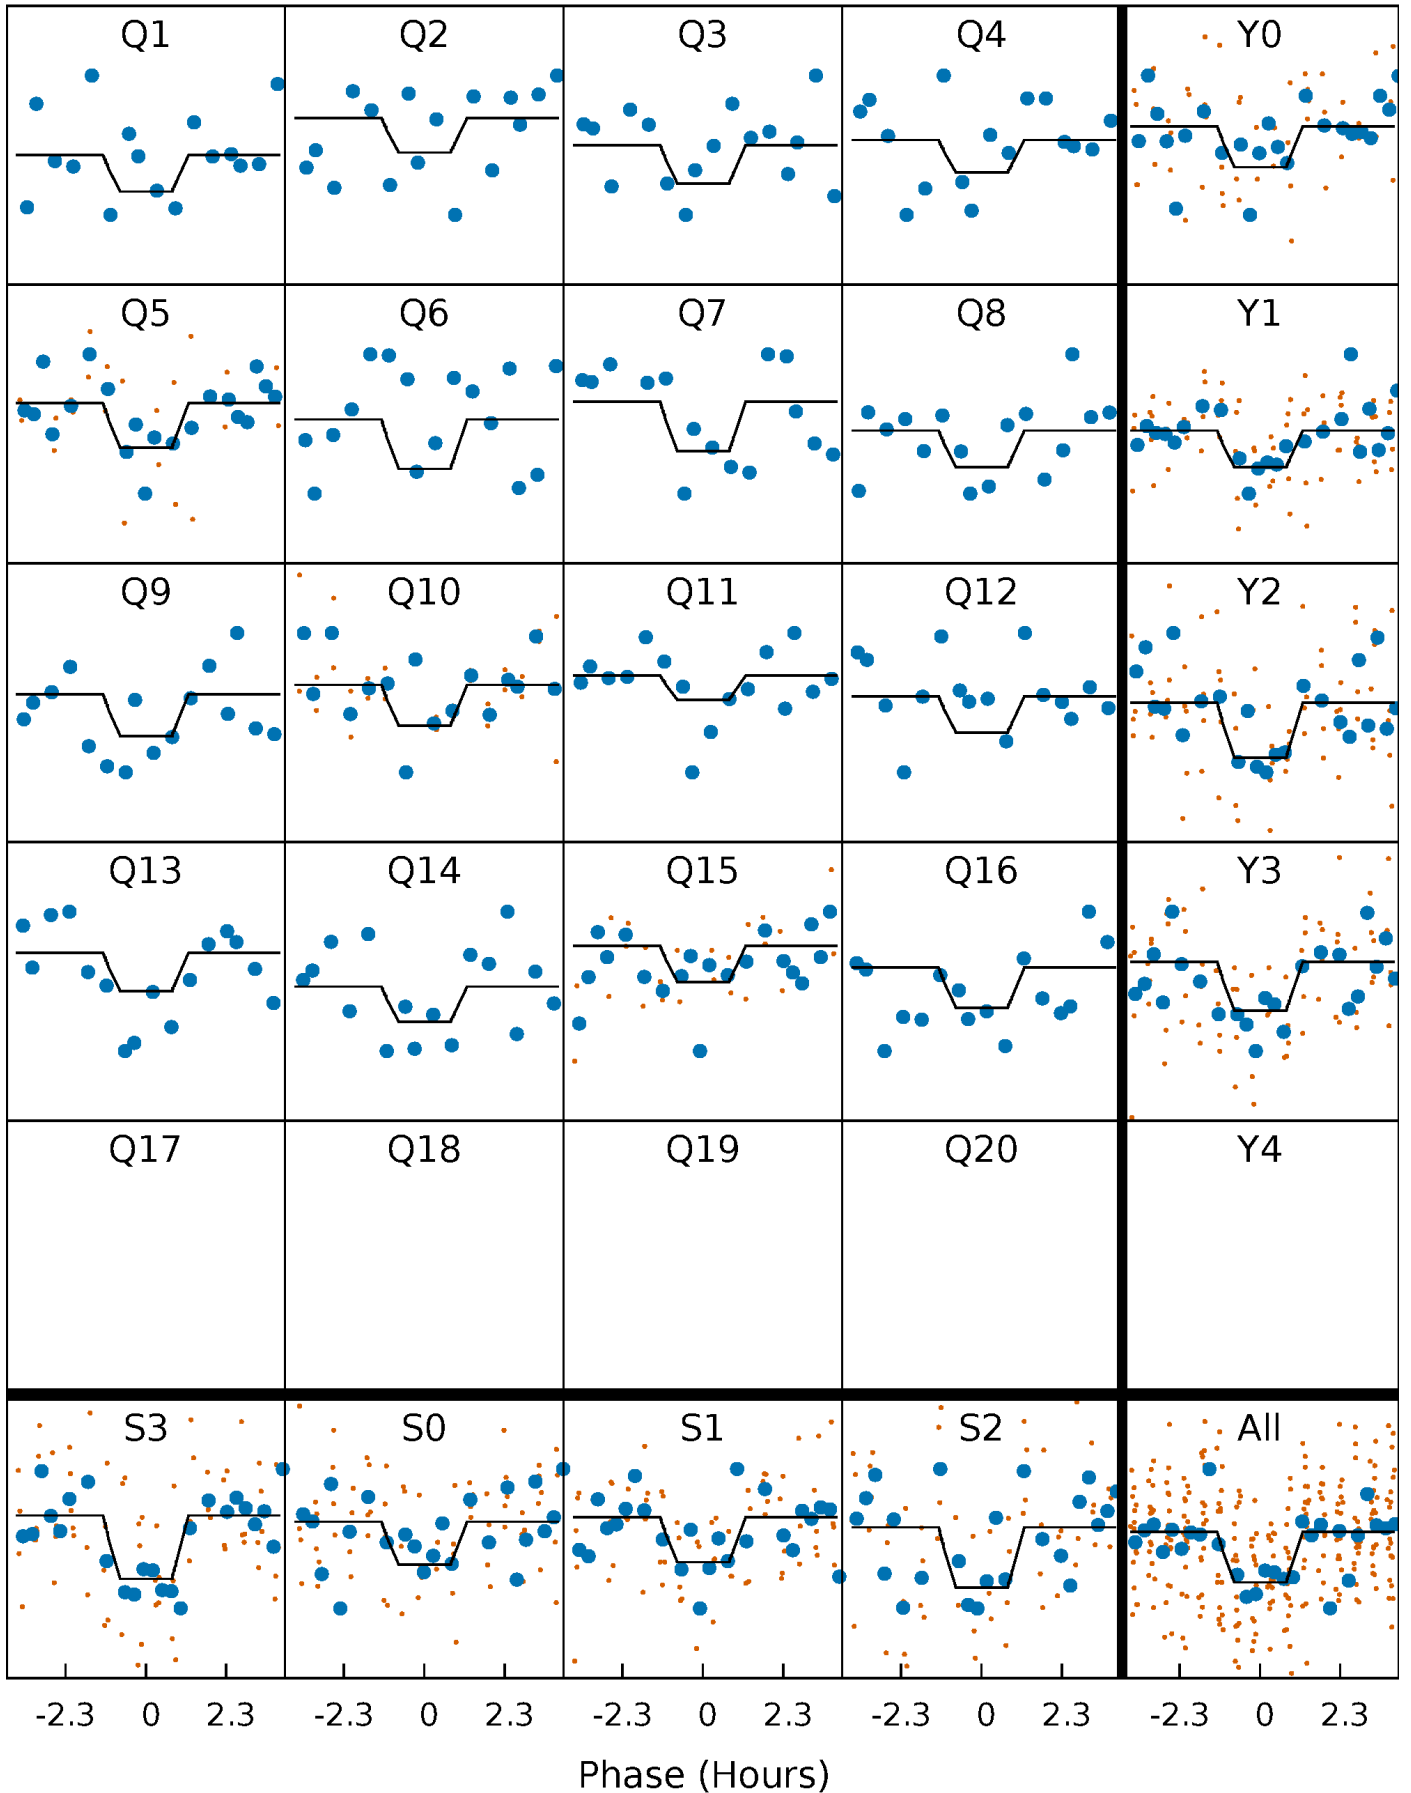 Q1 Q2 Q3 Q4 Y0
Q5 Q6 Q7 Q8 Y1
Q9 Q10 Q11 Q12 Y2
Q13 Q14 Q15 Q16 Y3
Q17 Q18 Q19 Q20 Y4
S3 S0 S1 S2 All
-2.3 0 2.3 -2.3 0 2.3 -2.3 0 2.3 -2.3 0 2.3 -2.3 0 2.3
Phase (Hours)